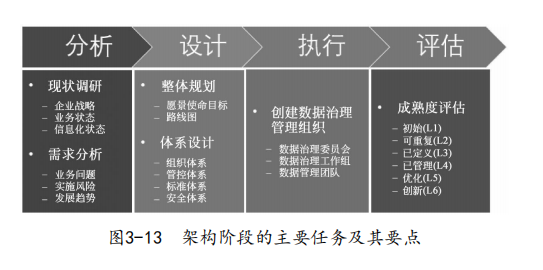 分析
• 现状调研
– 企业战略
– 业务状态
– 信息化状态
• 需求分析
– 业务问题
– 实施风险
– 发展趋势
设计
• 整体规划
– 愿景使命目标
– 路线图
• 体系设计
– 组织体系
– 管控体系
– 标准体系
– 安全体系
执行
• 创建数据治理
管理组织
– 数据治理委员会
– 数据治理工作组
– 数据管理团队
评估
• 成熟度评估
– 初始(L1)
– 可重复(L2)
– 已定义(L3)
– 已管理(L4)
– 优化(L5)
– 创新(L6)
图3-13 架构阶段的主要任务及其要点